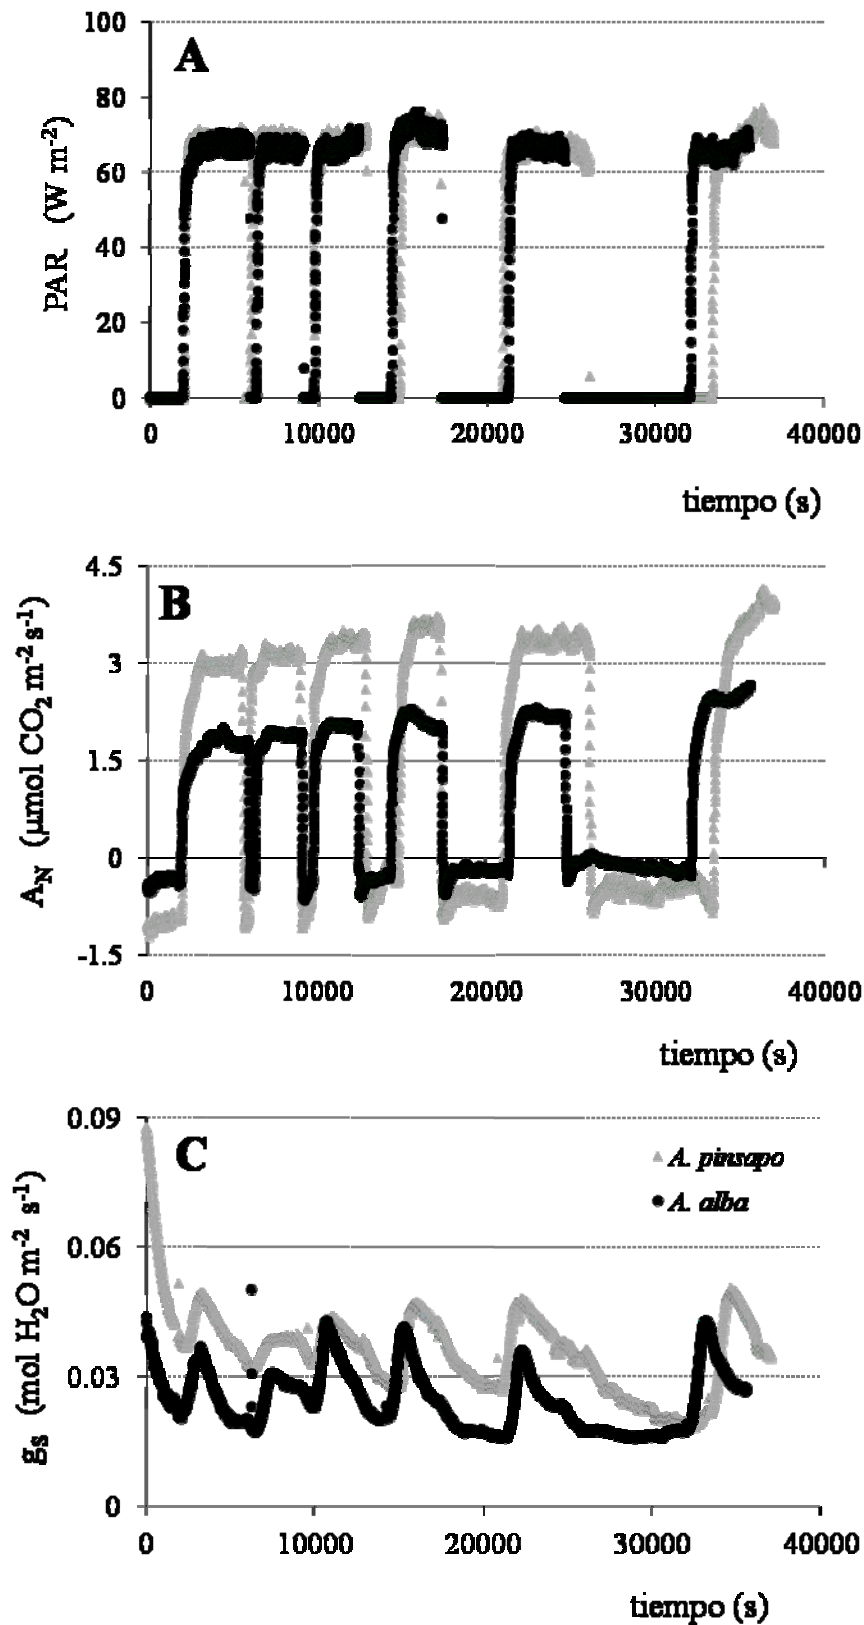 100
A
80
60
40
20
0
PAR (W m-2)
0 10000 20000 30000 40000
tiempo (s)
4.5
B
3
1.5
0
-1.5
AN (µmol CO2 m-2 s-1)
0 10000 20000 30000 40000
tiempo (s)
0.09
C
A. pinsapo
A. alba
0.06
0.03
0
gs (mol H2O m-2 s-1)
0 10000 20000 30000 40000
tiempo (s)